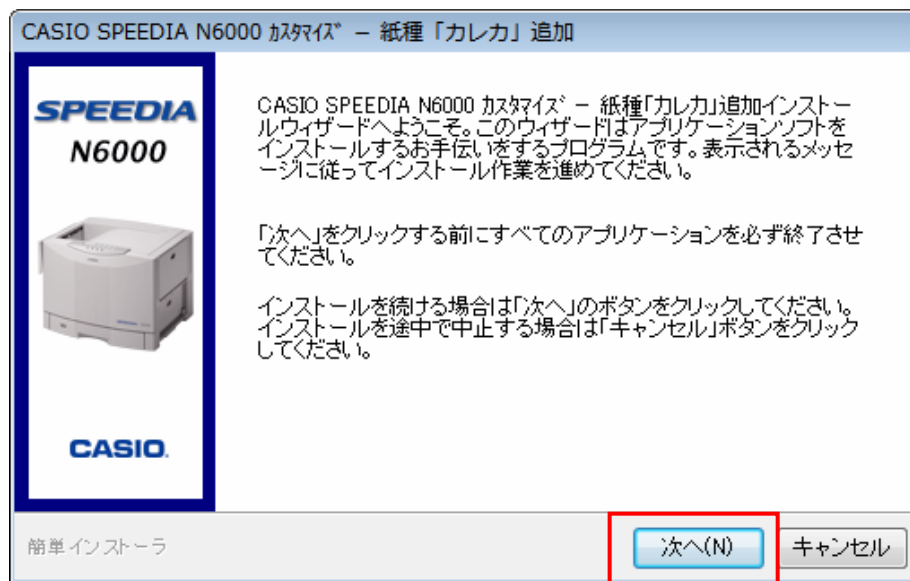 CASIO SPEEDIA N6000 ｶｽﾀﾏｲｽﾞ － 紙種「カレカ」追加
SPEEDIA
N6000
CASIO SPEEDIA N6000 ｶｽﾀﾏｲｽﾞ － 紙種「カレカ」追加インストー
ルウィザードへようこそ。このウィザードはアプリケーションソフトを
インストールするお手伝いをするプログラムです。表示されるメッセ
ージに従ってインストール作業を進めてください。
「次へ」をクリックする前にすべてのアプリケーションを必ず終了させ
てください。
インストールを続ける場合は「次へ」のボタンをクリックしてください。
インストールを途中で中止する場合は「キャンセル」ボタンをクリック
してください。
CASIO.
簡単インストーラ
次へ(N)
キャンセル